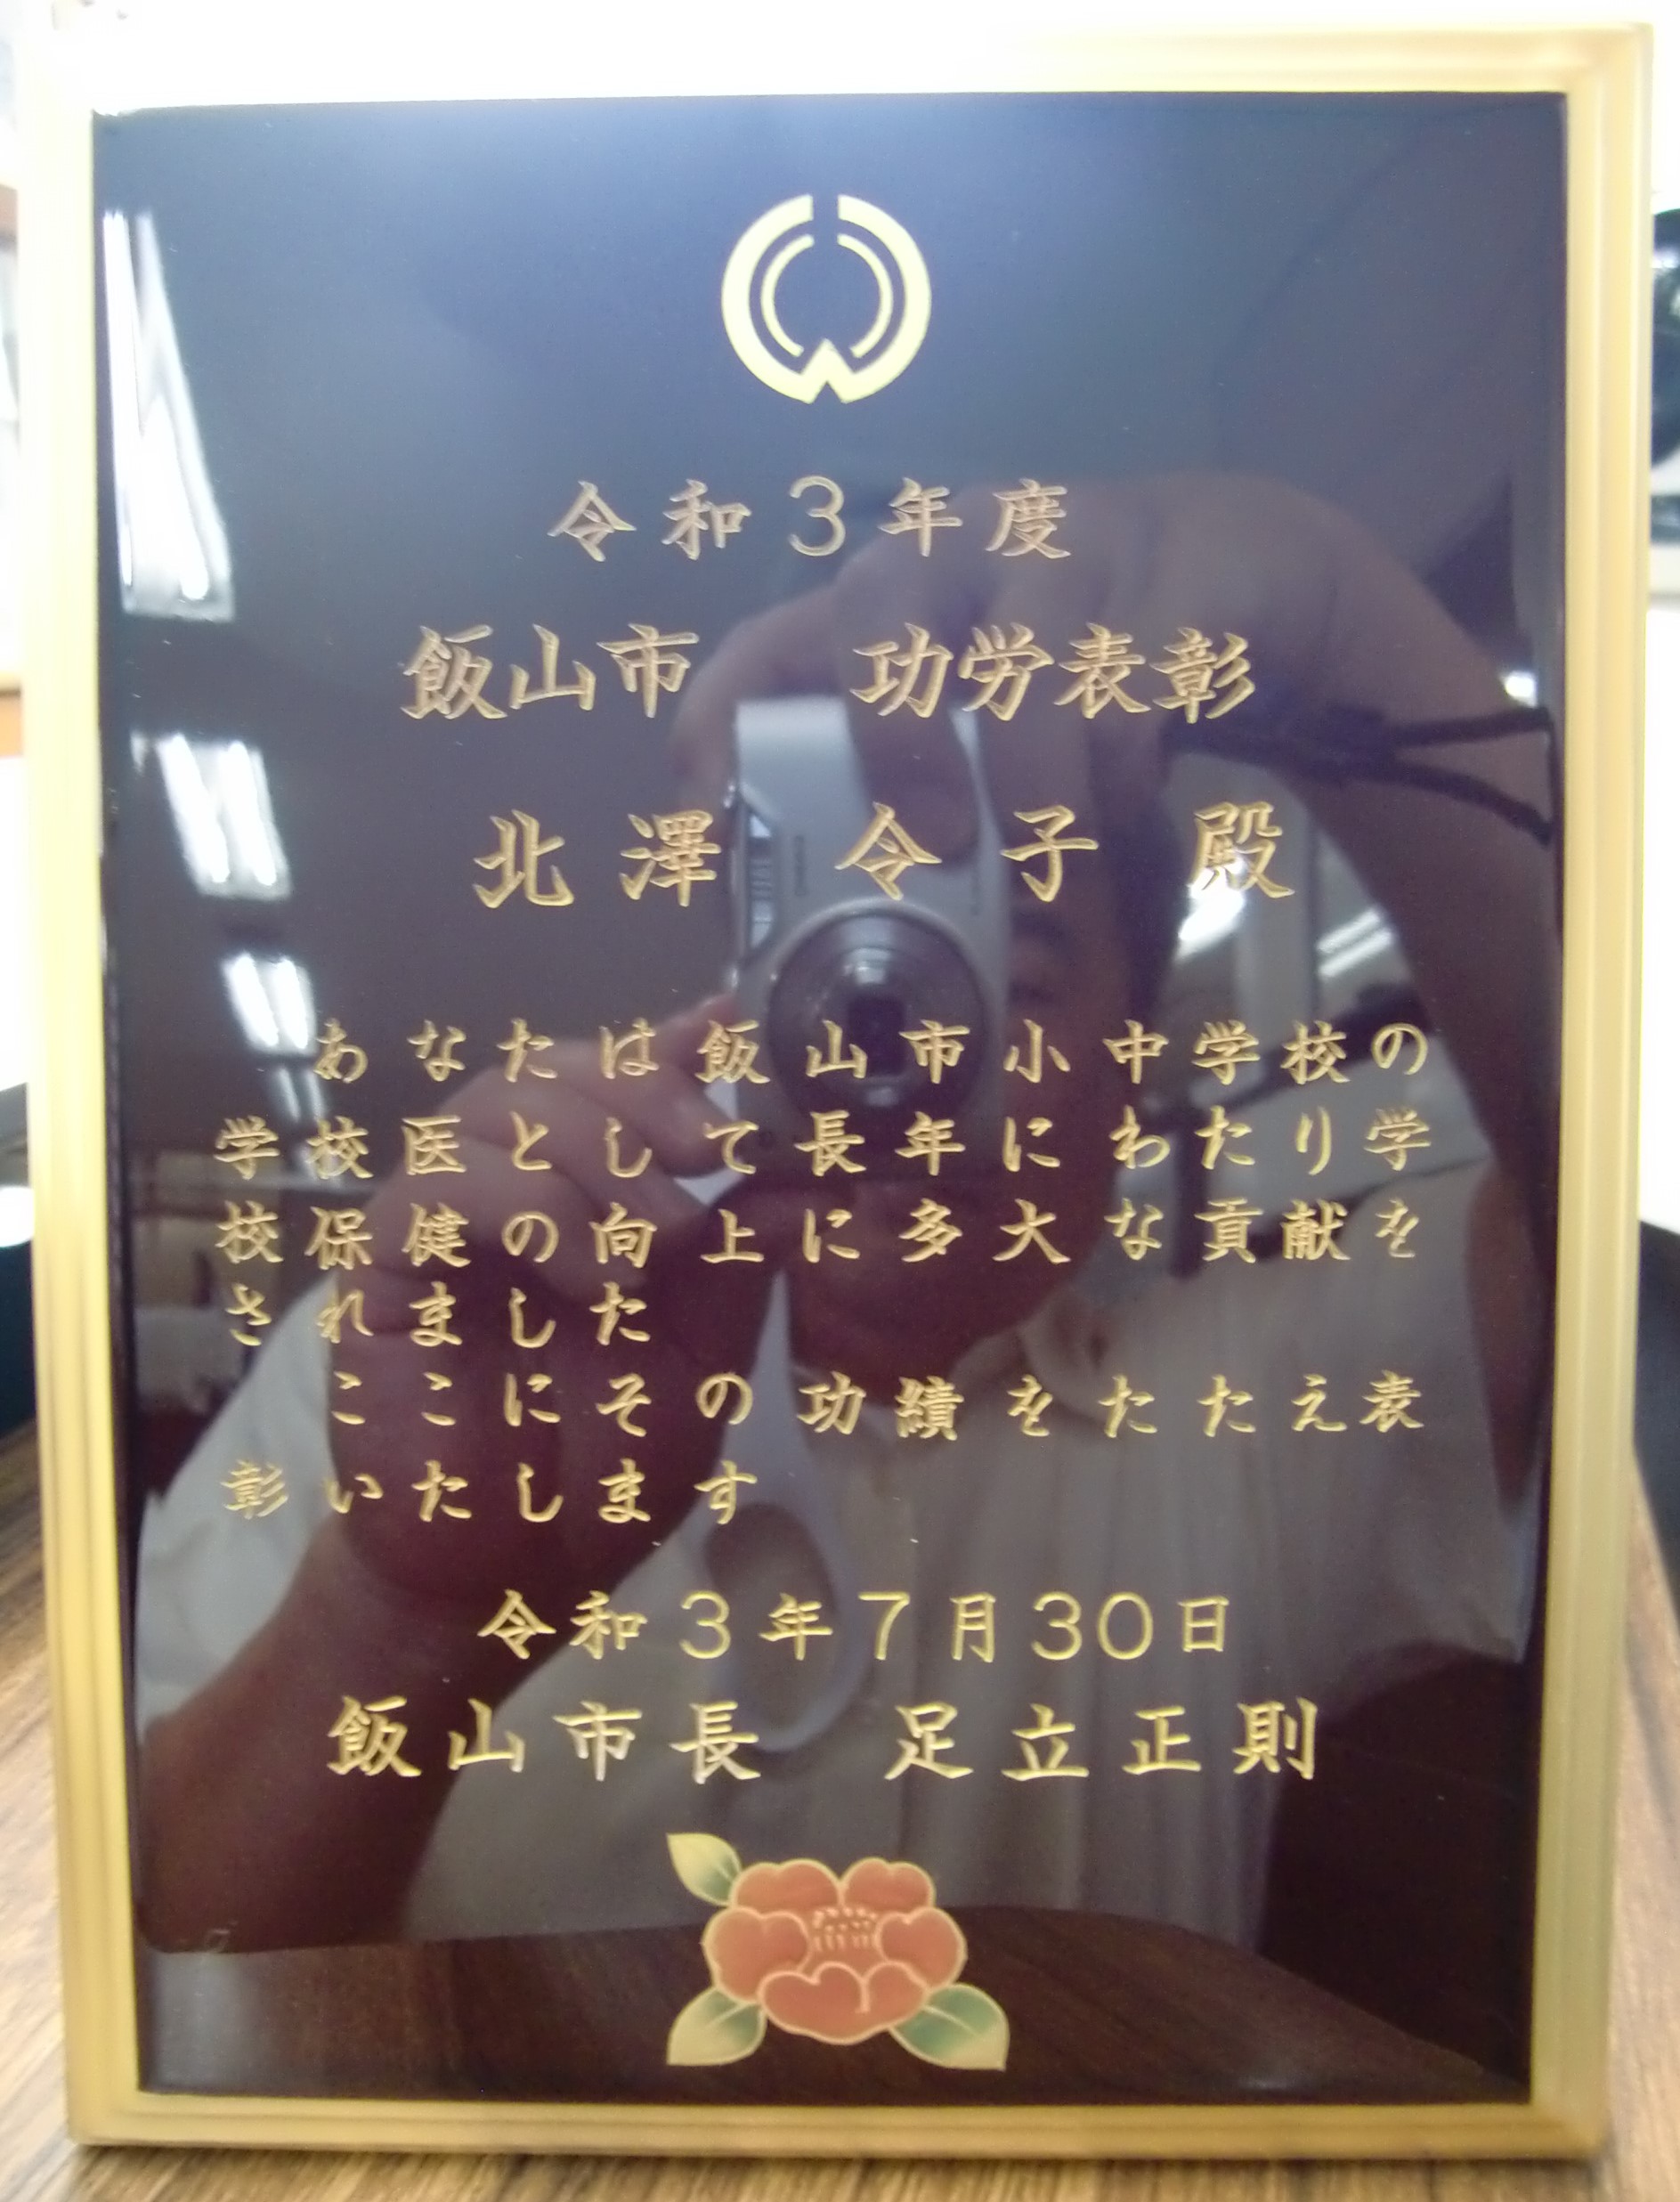 令和3年度
飯山市　功労表彰
北澤　令子　殿
あなたは飯山市小中学校の
学校医として長年にわたり学
校保健の向上に多大な貢献を
されました
ここにその功績をたたえ表
彰いたします
令和3年7月30日
飯山市長　足立正則